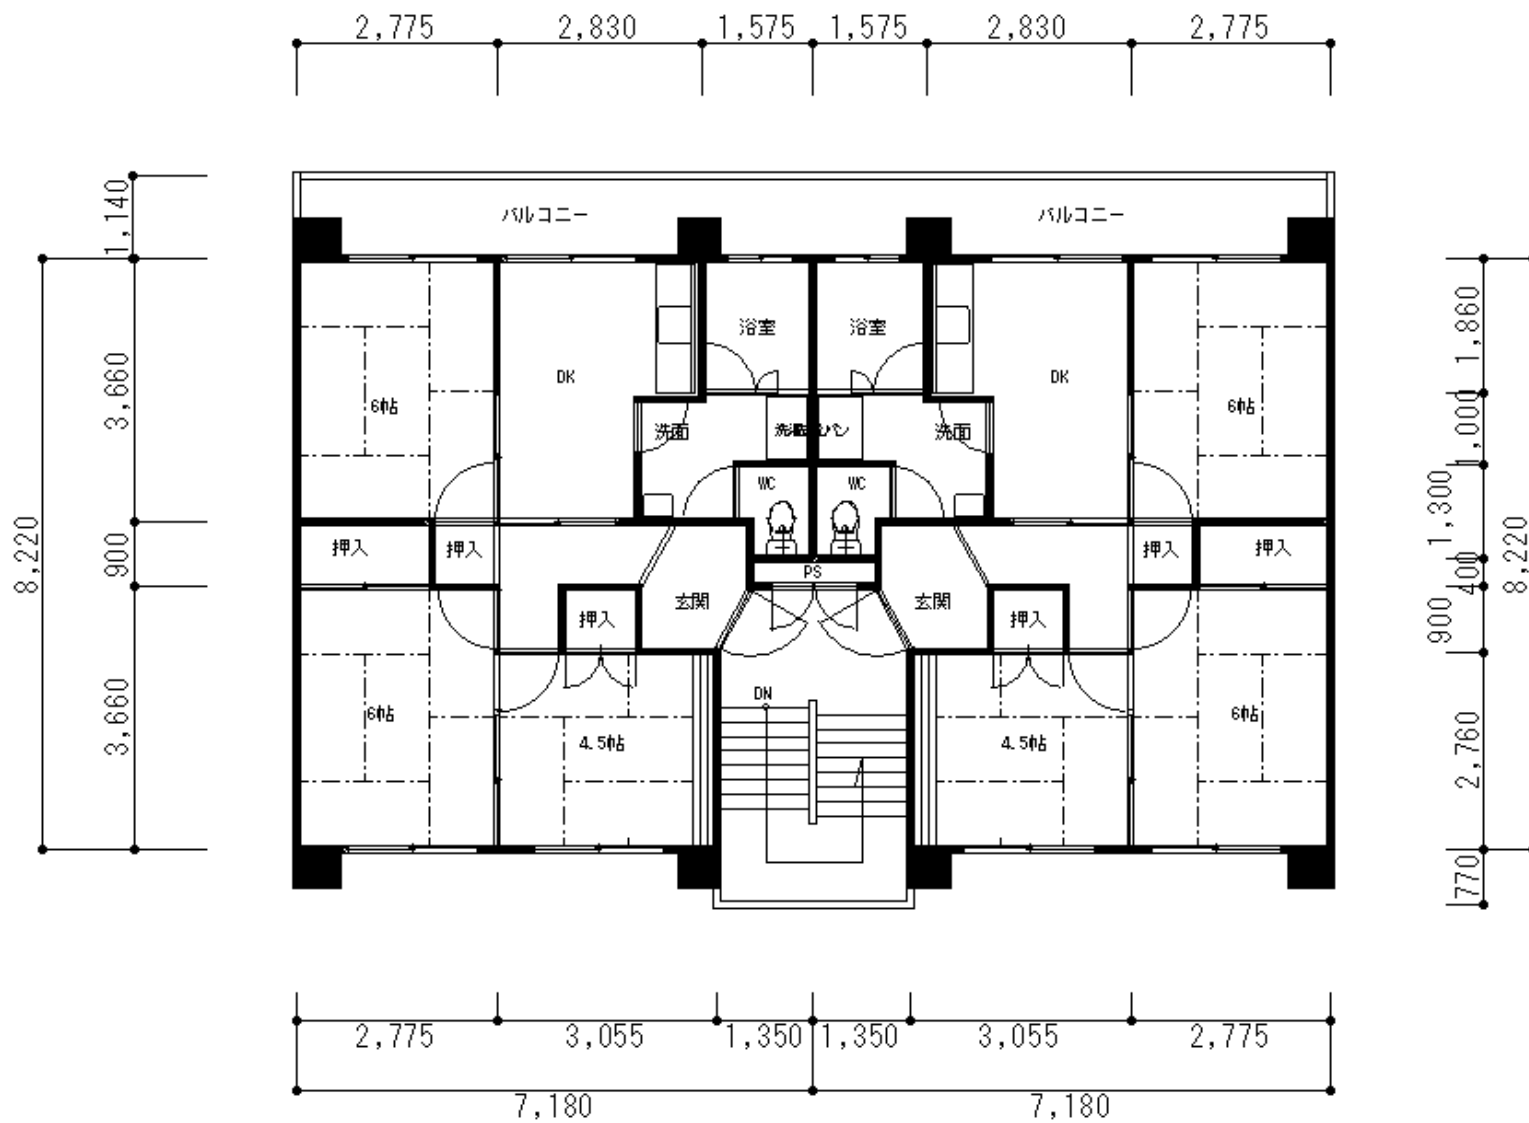 2,775
2,830
1,575
1,575
2,830
2,775
1,140
3,660
900
3,660
8,220
バルコニー
バルコニー
浴室
浴室
DK
DK
6帖
6帖
洗面
パン
洗面
WC
WC
押入
押入
押入
押入
PS
玄関
玄関
押入
押入
DN
6帖
4.5帖
4.5帖
6帖
1,860
1,000
1,300
400
900
2,760
770
8,220
2,775
3,055
1,350
1,350
3,055
2,775
7,180
7,180